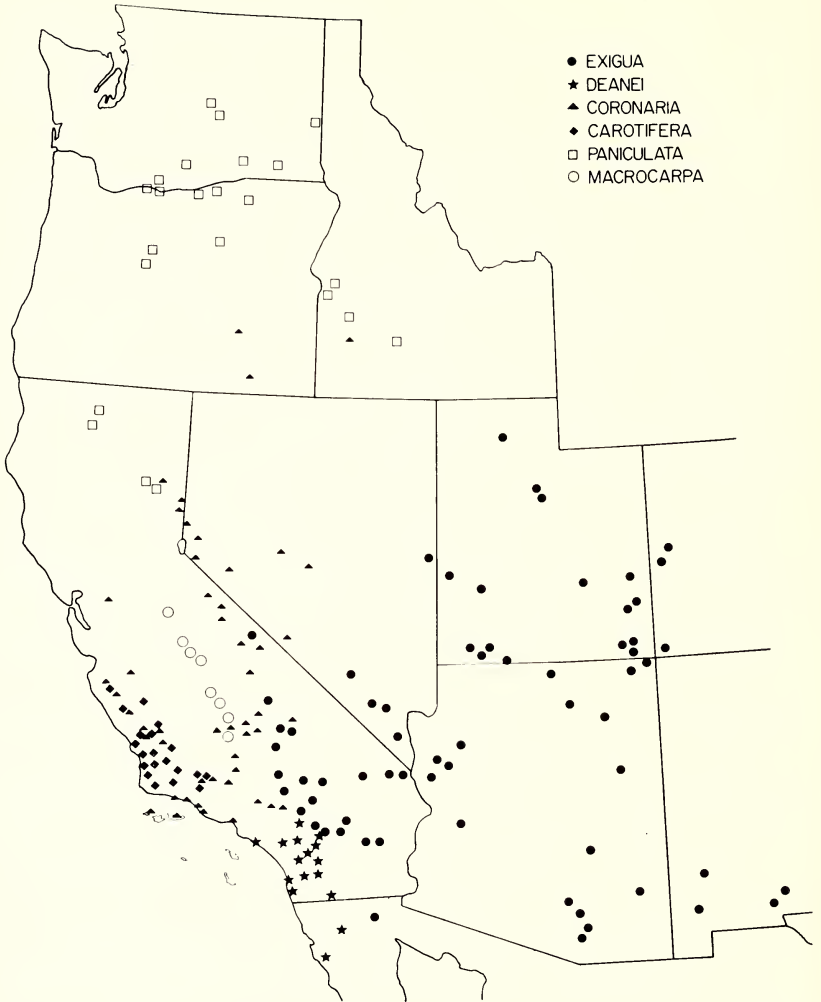 EXIGUA
DEANEI
CORONARIA
CAROTIFERA
PANICULATA
MACROCARPA